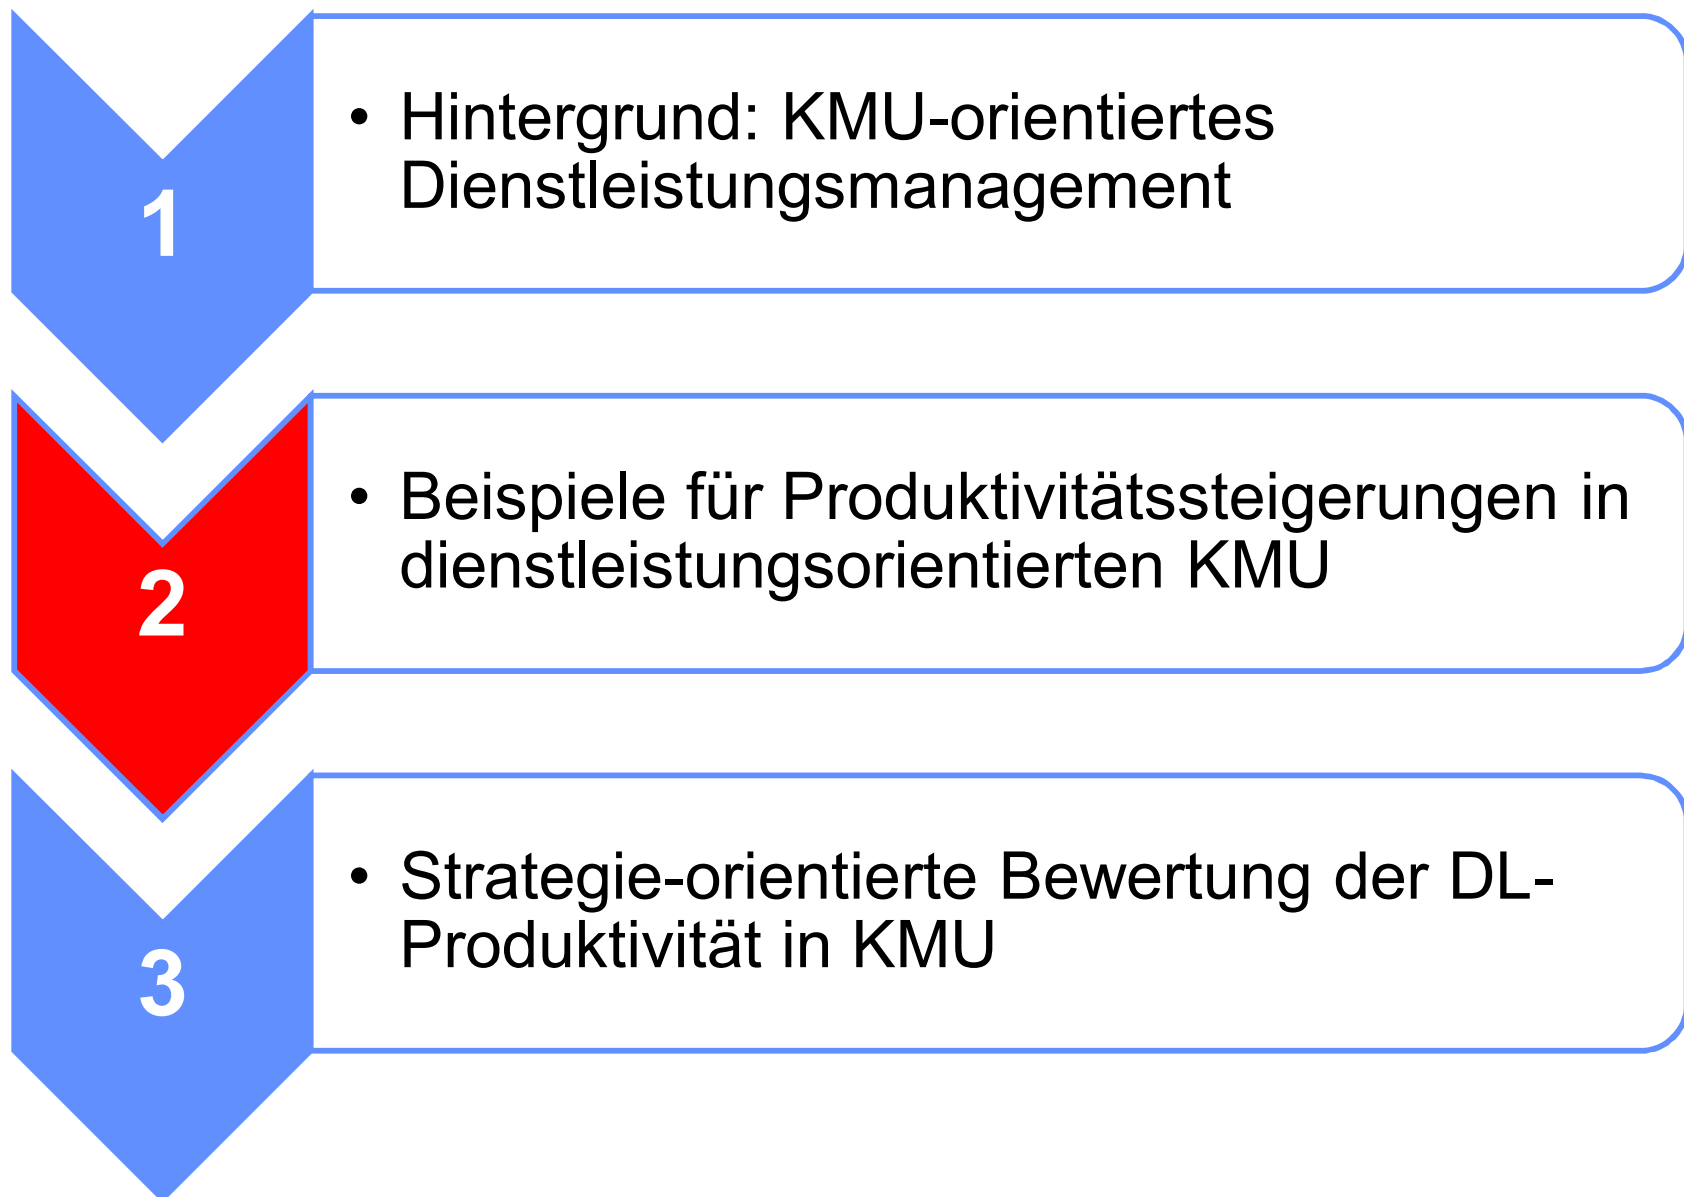 1
• Hintergrund: KMU-orientiertes
Dienstleistungsmanagement
2
• Beispiele für Produktivitätssteigerungen in
dienstleistungsorientierten KMU
3
• Strategie-orientierte Bewertung der DL-
Produktivität in KMU